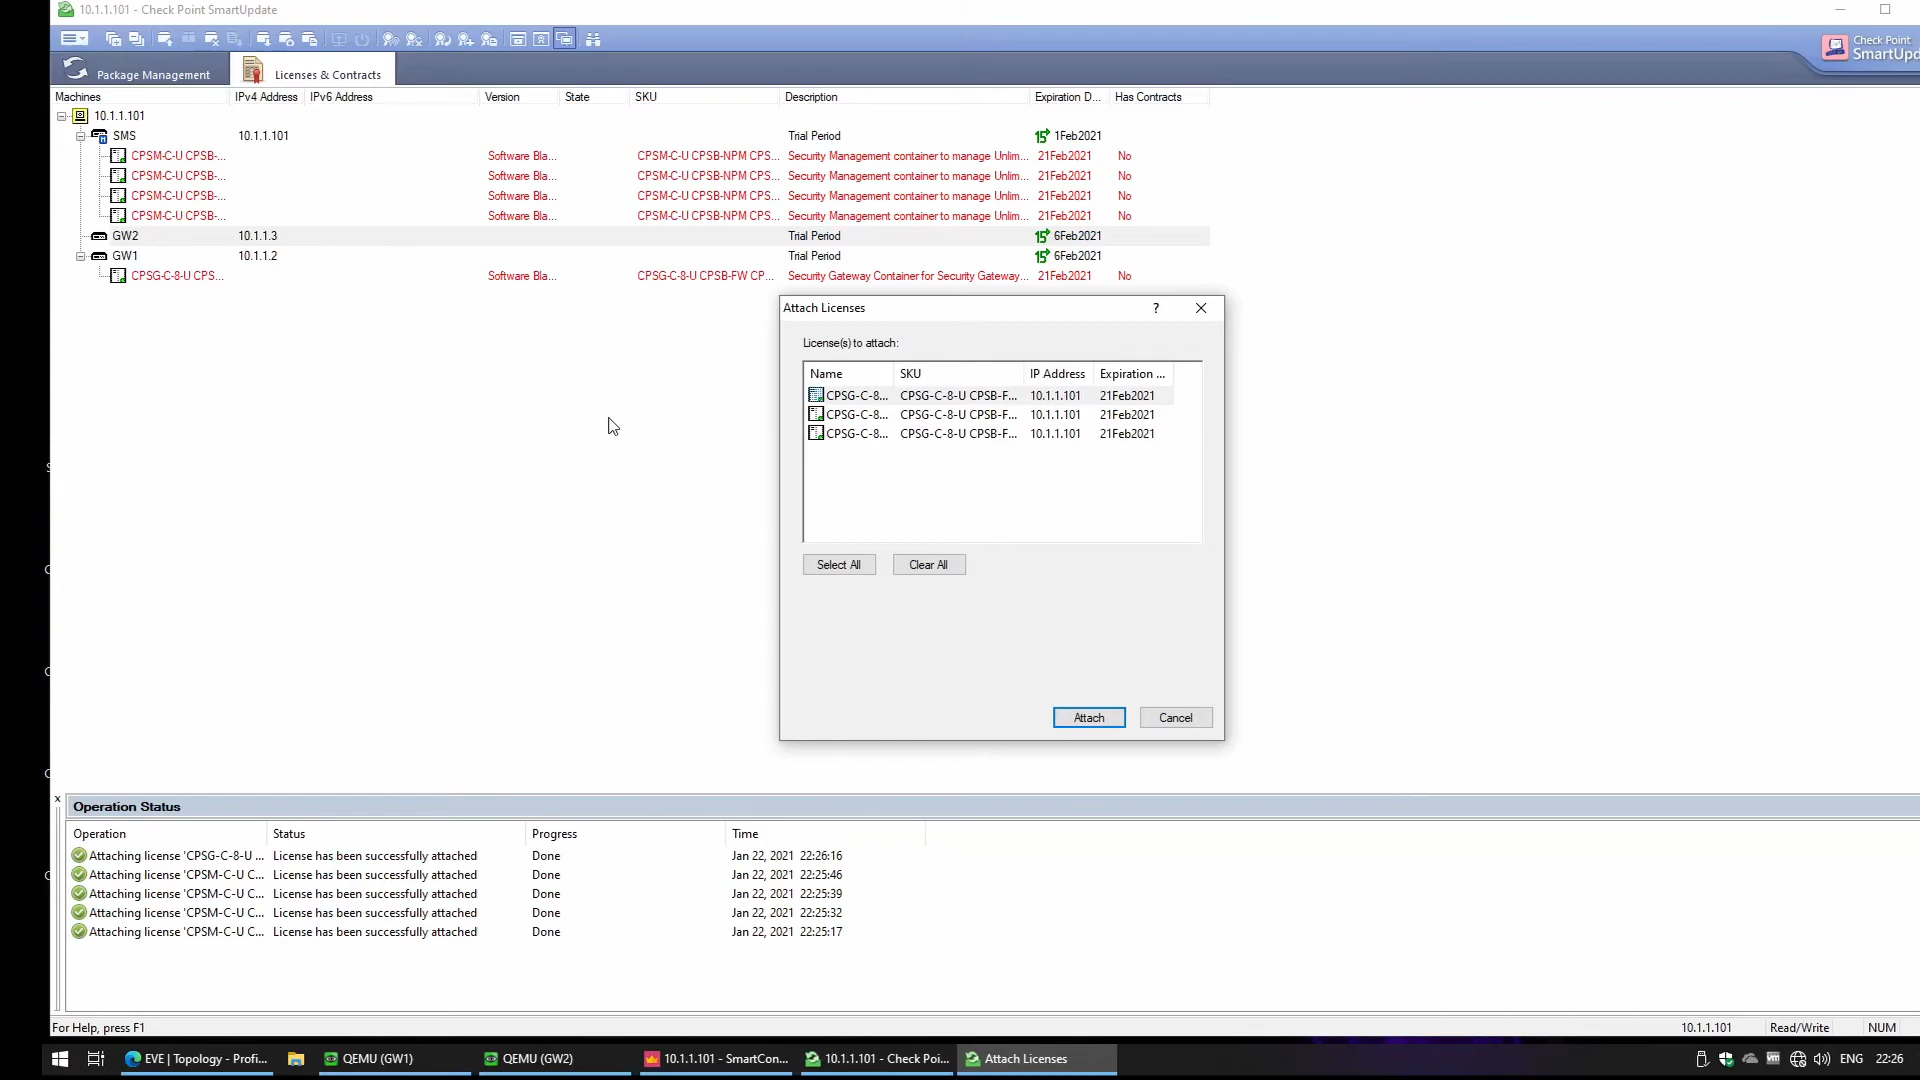 10.1.1.101 - Check Point SmartUpdate
Check Point
SmartUpd
Package Management
Licenses & Contracts
Machines IPv4 Address IPv6 Address Version State SKU Description Expiration D... Has Contracts
10.1.1.101
SMS 10.1.1.101 Trial Period 15 1Feb2021
CPSM-C-U CPSB-... Software Bla... CPSM-C-U CPSB-NPM CPS... Security Management container to manage Unlim... 21Feb2021 No
CPSM-C-U CPSB-... Software Bla... CPSM-C-U CPSB-NPM CPS... Security Management container to manage Unlim... 21Feb2021 No
CPSM-C-U CPSB-... Software Bla... CPSM-C-U CPSB-NPM CPS... Security Management container to manage Unlim... 21Feb2021 No
CPSM-C-U CPSB-... Software Bla... CPSM-C-U CPSB-NPM CPS... Security Management container to manage Unlim... 21Feb2021 No
GW2 10.1.1.3 Trial Period 15 6Feb2021
GW1 10.1.1.2 Trial Period 15 6Feb2021
CPSG-C-8-U CPS... Software Bla... CPSG-C-8-U CPSB-FW CP... Security Gateway Container for Security Gateway... 21Feb2021 No
Attach Licenses ?
License(s) to attach:
Name SKU IP Address Expiration ...
CPSG-C-8... CPSG-C-8-U CPSB-F... 10.1.1.101 21Feb2021
CPSG-C-8... CPSG-C-8-U CPSB-F... 10.1.1.101 21Feb2021
CPSG-C-8... CPSG-C-8-U CPSB-F... 10.1.1.101 21Feb2021
Select All Clear All
Attach Cancel
x Operation Status
Operation Status Progress Time
Attaching license 'CPSG-C-8-U ... License has been successfully attached Done Jan 22, 2021 22:26:16
Attaching license 'CPSM-C-U C... License has been successfully attached Done Jan 22, 2021 22:25:46
Attaching license 'CPSM-C-U C... License has been successfully attached Done Jan 22, 2021 22:25:39
Attaching license 'CPSM-C-U C... License has been successfully attached Done Jan 22, 2021 22:25:32
Attaching license 'CPSM-C-U C... License has been successfully attached Done Jan 22, 2021 22:25:17
For Help, press F1 10.1.1.101 Read/Write NUM
EVE | Topology - Profi... QEMU (GW1) QEMU (GW2) 10.1.1.101 - SmartCon... 10.1.1.101 - Check Poi... Attach Licenses ENG 22:26